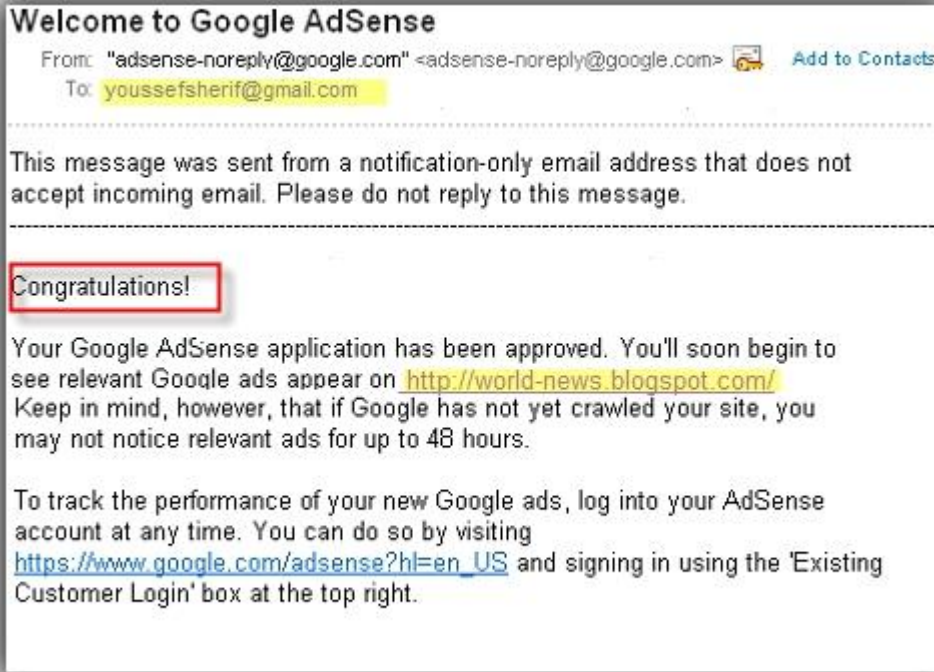 Welcome to Google AdSense
From: "adsense-noreply@google.com" <adsense-noreply@google.com> Add to Contacts
To: youssefsherif@gmail.com
This message was sent from a notification-only email address that does not
accept incoming email. Please do not reply to this message.
Congratulations!
Your Google AdSense application has been approved. You'll soon begin to
see relevant Google ads appear on http://world-news.blogspot.com/
Keep in mind, however, that if Google has not yet crawled your site, you
may not notice relevant ads for up to 48 hours.
To track the performance of your new Google ads, log into your AdSense
account at any time. You can do so by visiting
https://www.google.com/adsense?hl=en_US and signing in using the 'Existing
Customer Login' box at the top right.